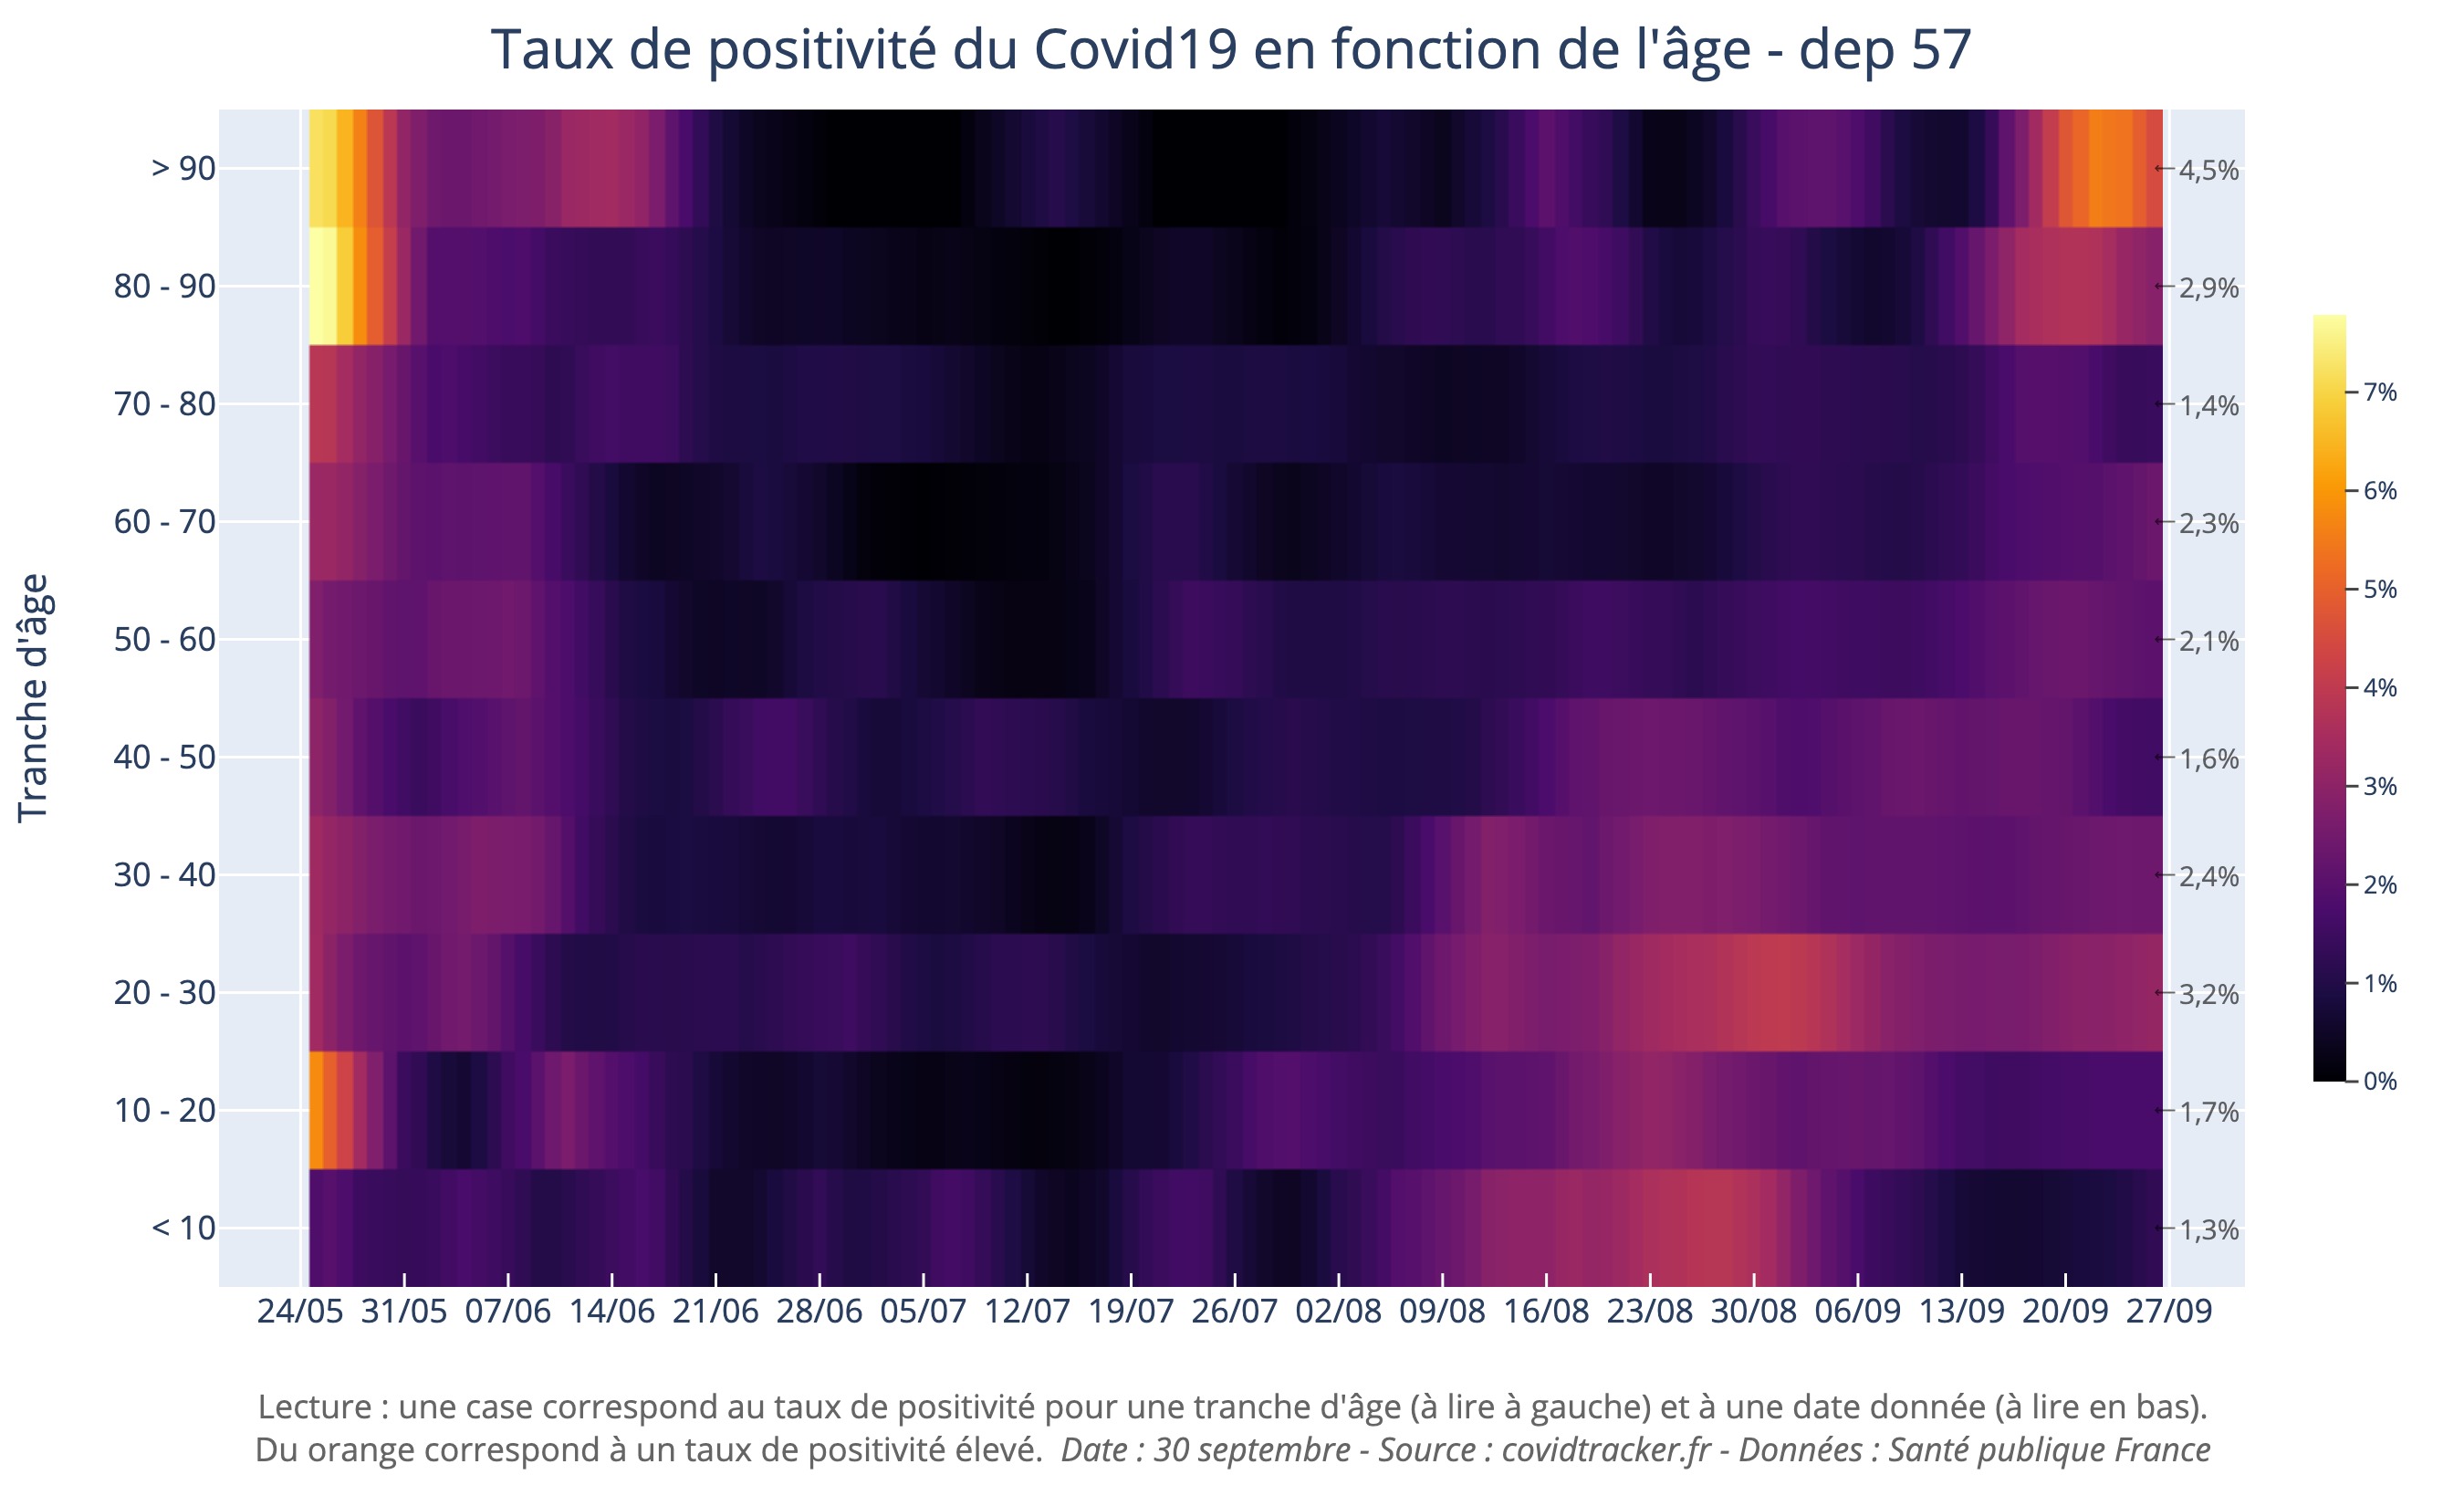 Taux de positivité du Covid19 en fonction de l'âge - dep 57
Tranche d'âge
> 90
80 - 90
70 - 80
60 - 70
50 - 60
40 - 50
30 - 40
20 - 30
10 - 20
< 10
4,5%
2,9%
1,4%
2,3%
2,1%
1,6%
2,4%
3,2%
1,7%
1,3%
7%
6%
5%
4%
3%
2%
1%
0%
24/05 31/05 07/06 14/06 21/06 28/06 05/07 12/07 19/07 26/07 02/08 09/08 16/08 23/08 30/08 06/09 13/09 20/09 27/09
Lecture : une case correspond au taux de positivité pour une tranche d'âge (à lire à gauche) et à une date donnée (à lire en bas).
Du orange correspond à un taux de positivité élevé. Date : 30 septembre - Source : covidtracker.fr - Données : Santé publique France